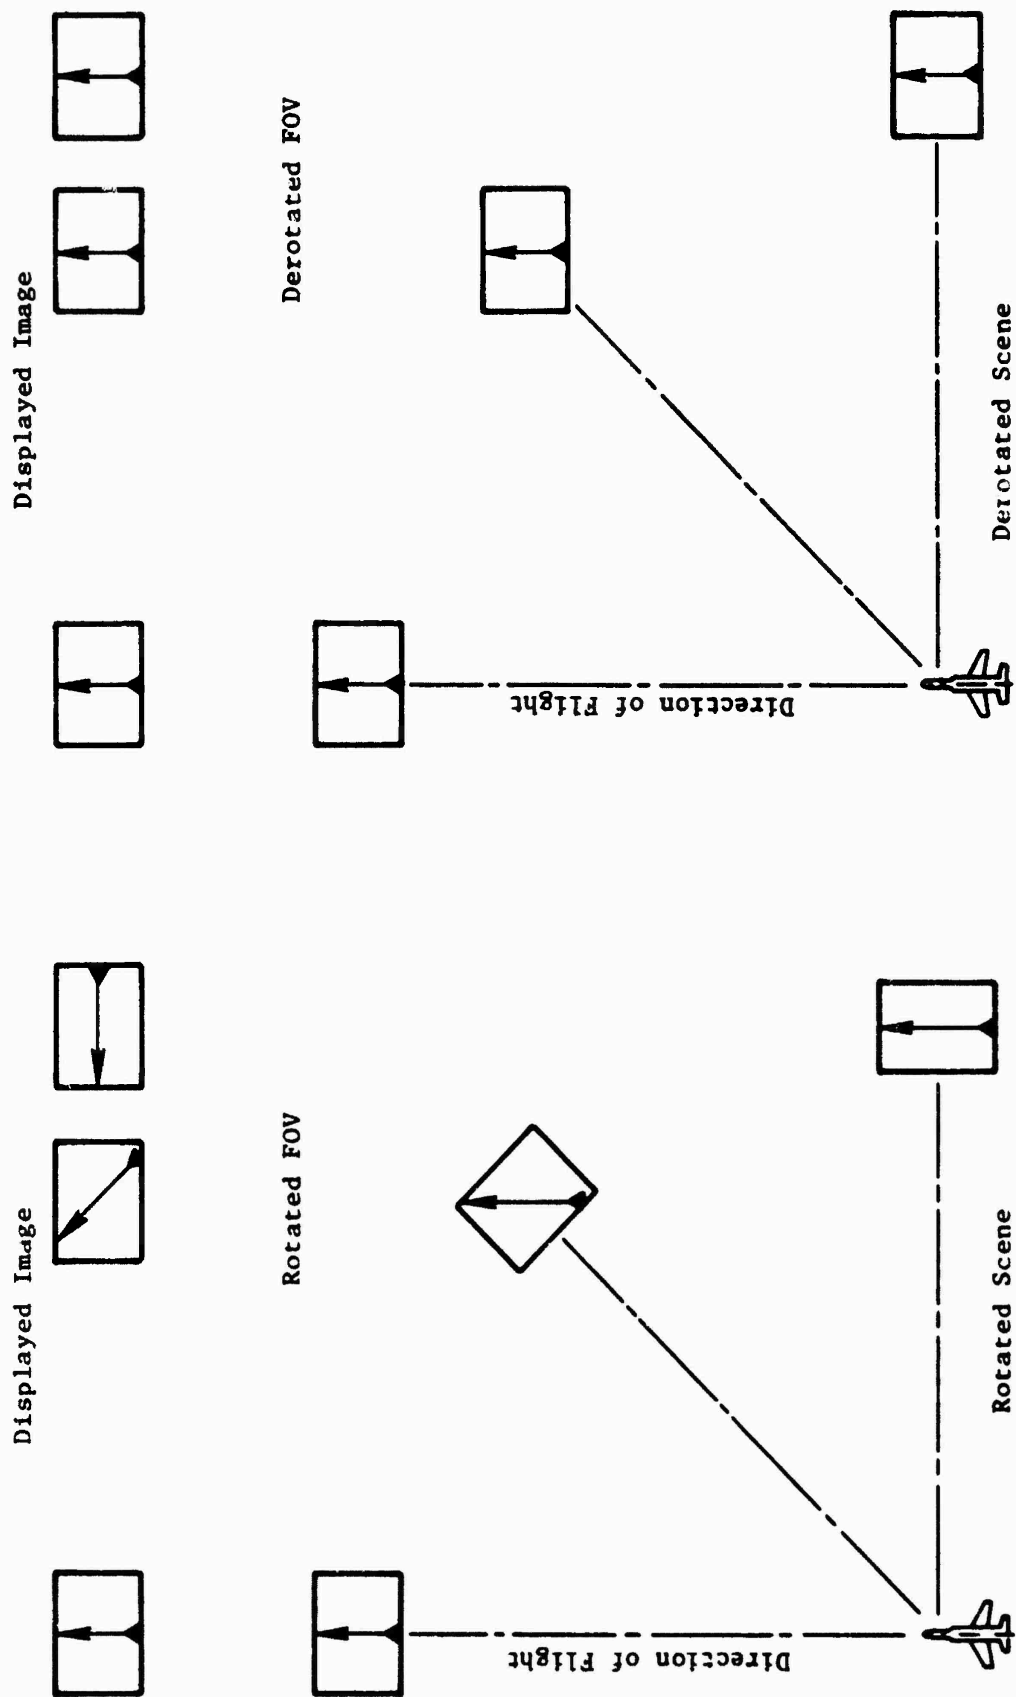 Displayed Image
Rotated FOV
Direction of Flight
Rotated Scene
Displayed Image
Derotated FOV
Direction of Flight
Derotated Scene